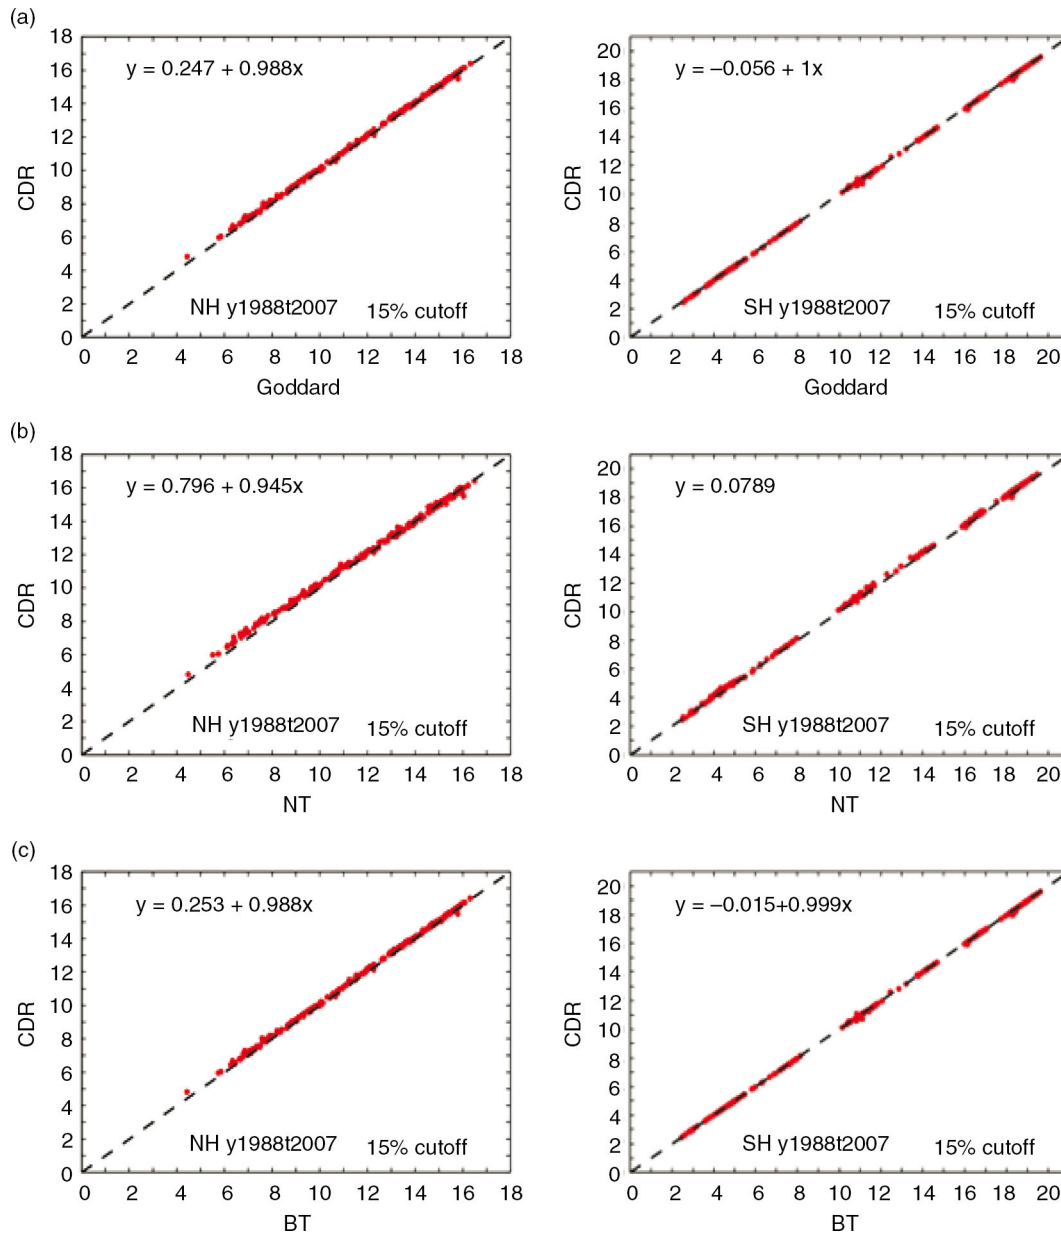 (a)
y = 0.247 + 0.988x
CDR
18
16
14
12
10
8
6
4
2
0
NH y1988t2007 15% cutoff
0 2 4 6 8 10 12 14 16 18
Goddard
y = –0.056 + 1x
CDR
20
18
16
14
12
10
8
6
4
2
0
SH y1988t2007 15% cutoff
0 2 4 6 8 10 12 14 16 18 20
Goddard
(b)
y = 0.796 + 0.945x
CDR
18
16
14
12
10
8
6
4
2
0
NH y1988t2007 15% cutoff
0 2 4 6 8 10 12 14 16 18
NT
y = 0.0789
CDR
20
18
16
14
12
10
8
6
4
2
0
SH y1988t2007 15% cutoff
0 2 4 6 8 10 12 14 16 18 20
NT
(c)
y = 0.253 + 0.988x
CDR
18
16
14
12
10
8
6
4
2
0
NH y1988t2007 15% cutoff
0 2 4 6 8 10 12 14 16 18
BT
y = –0.015+0.999x
CDR
20
18
16
14
12
10
8
6
4
2
0
SH y1988t2007 15% cutoff
0 2 4 6 8 10 12 14 16 18 20
BT